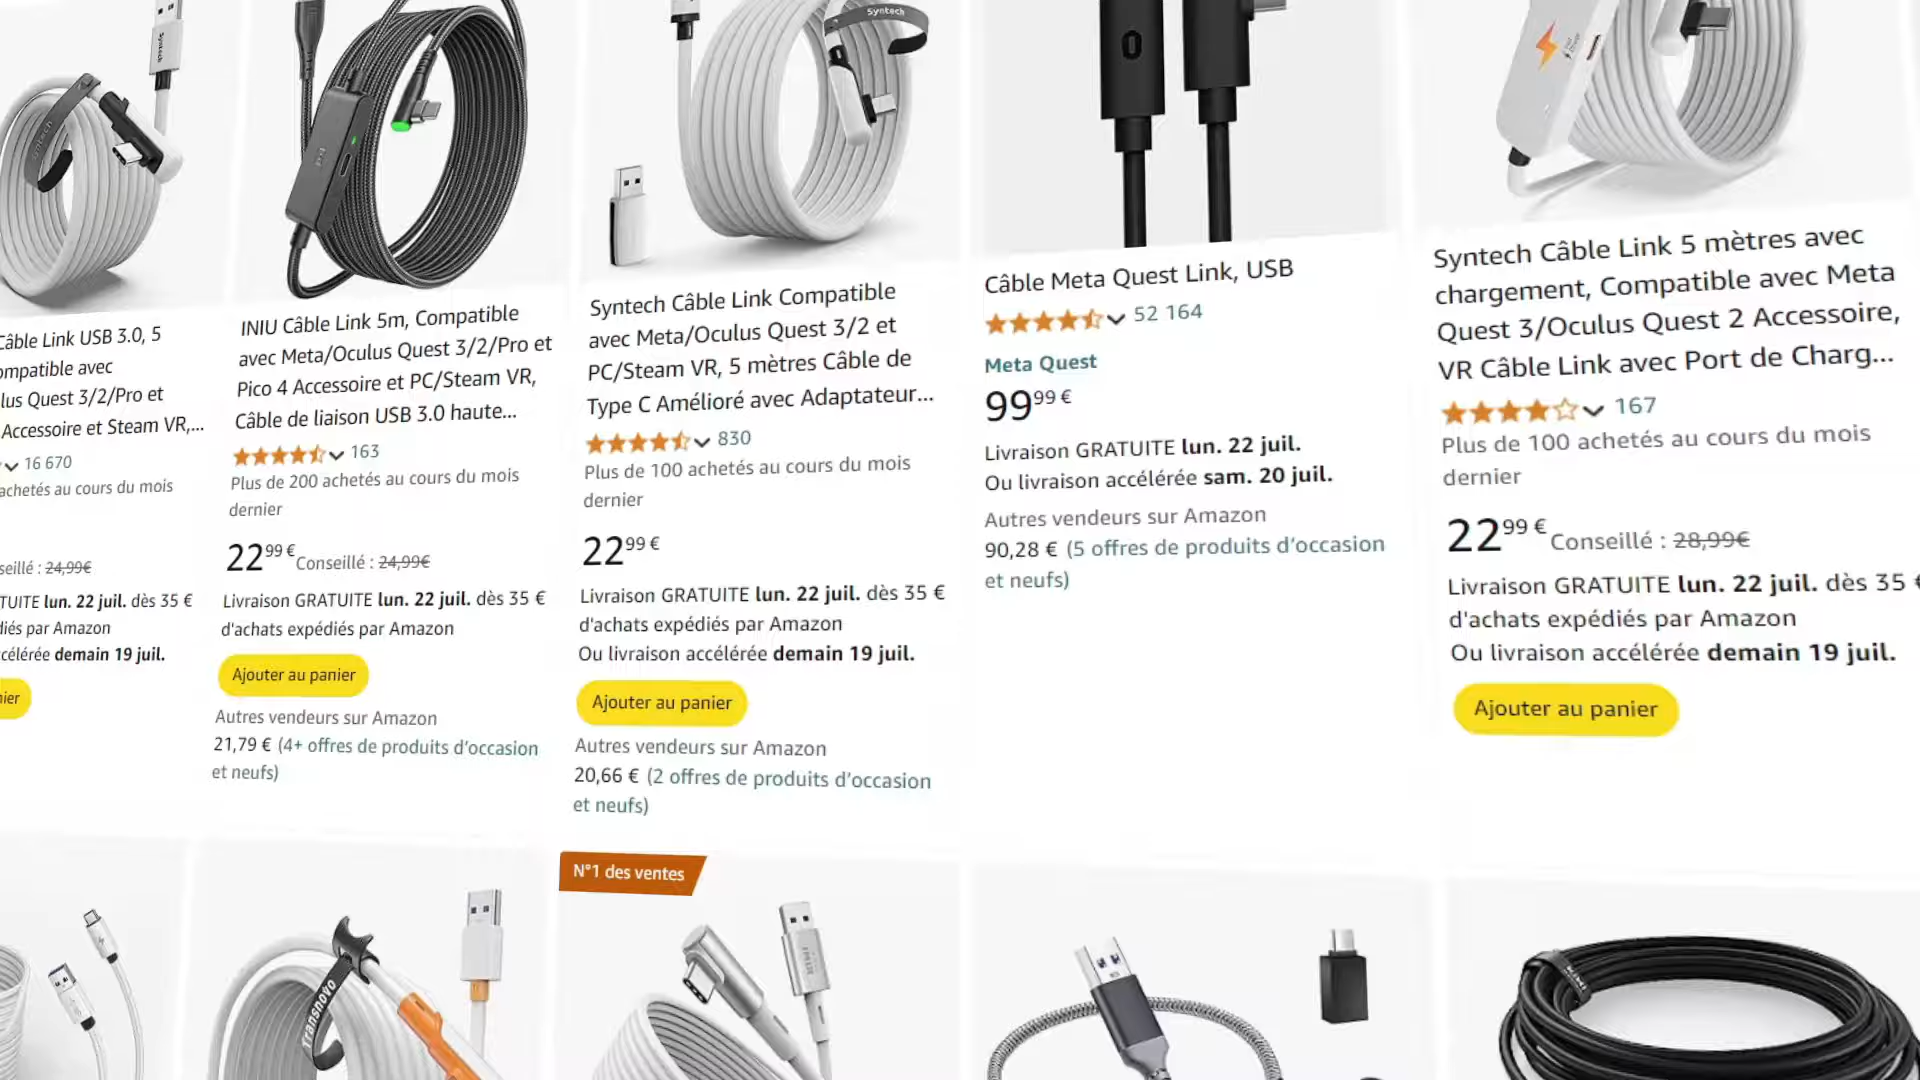 Syntech
Syntech
Syntech
Câble Link USB 3.0, 5
compatible avec
lus Quest 3/2/Pro et
Accessoire et Steam VR,...
16 670
achetés au cours du mois
seillé : 24,99€
TUITE lun. 22 juil. dès 35 €
diés par Amazon
célérée demain 19 juil.
nier
INIU Câble Link 5m, Compatible
avec Meta/Oculus Quest 3/2/Pro et
Pico 4 Accessoire et PC/Steam VR,
Câble de liaison USB 3.0 haute...
163
Plus de 200 achetés au cours du mois
dernier
22,99 € Conseillé : 24,99€
Livraison GRATUITE lun. 22 juil. dès 35 €
d'achats expédiés par Amazon
Ajouter au panier
Autres vendeurs sur Amazon
21,79 € (4+ offres de produits d'occasion
et neufs)
Syntech Câble Link Compatible
avec Meta/Oculus Quest 3/2 et
PC/Steam VR, 5 mètres Câble de
Type C Amélioré avec Adaptateur...
830
Plus de 100 achetés au cours du mois
dernier
22,99 €
Livraison GRATUITE lun. 22 juil. dès 35 €
d'achats expédiés par Amazon
Ou livraison accélérée demain 19 juil.
Ajouter au panier
Autres vendeurs sur Amazon
20,66 € (2 offres de produits d'occasion
et neufs)
Câble Meta Quest Link, USB
52 164
Meta Quest
99,99 €
Livraison GRATUITE lun. 22 juil.
Ou livraison accélérée sam. 20 juil.
Autres vendeurs sur Amazon
90,28 € (5 offres de produits d'occasion
et neufs)
Syntech Câble Link 5 mètres avec
chargement, Compatible avec Meta
Quest 3/Oculus Quest 2 Accessoire,
VR Câble Link avec Port de Charg...
167
Plus de 100 achetés au cours du mois
dernier
22,99 € Conseillé : 28,99€
Livraison GRATUITE lun. 22 juil. dès 35 €
d'achats expédiés par Amazon
Ou livraison accélérée demain 19 juil.
Ajouter au panier
Transnovo
N°1 des ventes